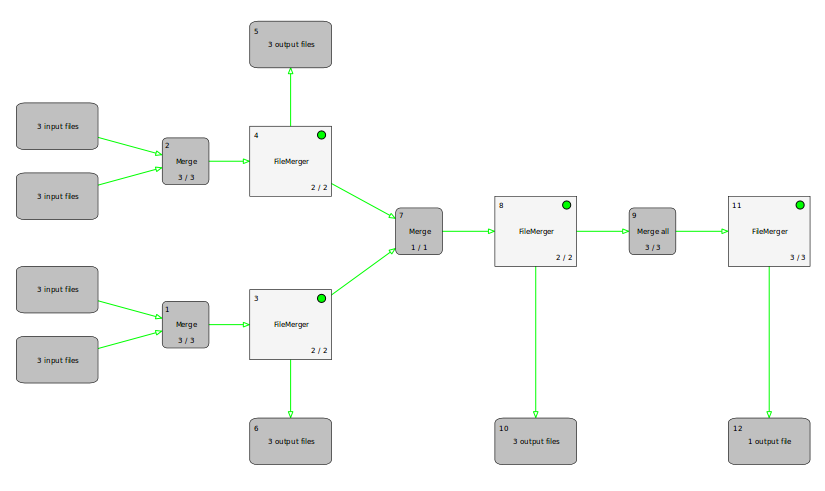 5
3 output files
3 input files
2
Merge
3 / 3
4
FileMerger
2 / 2
3 input files
7
Merge
1 / 1
8
FileMerger
2 / 2
9
Merge all
3 / 3
11
FileMerger
3 / 3
3 input files
1
Merge
3 / 3
3
FileMerger
2 / 2
3 input files
6
3 output files
10
3 output files
12
1 output file